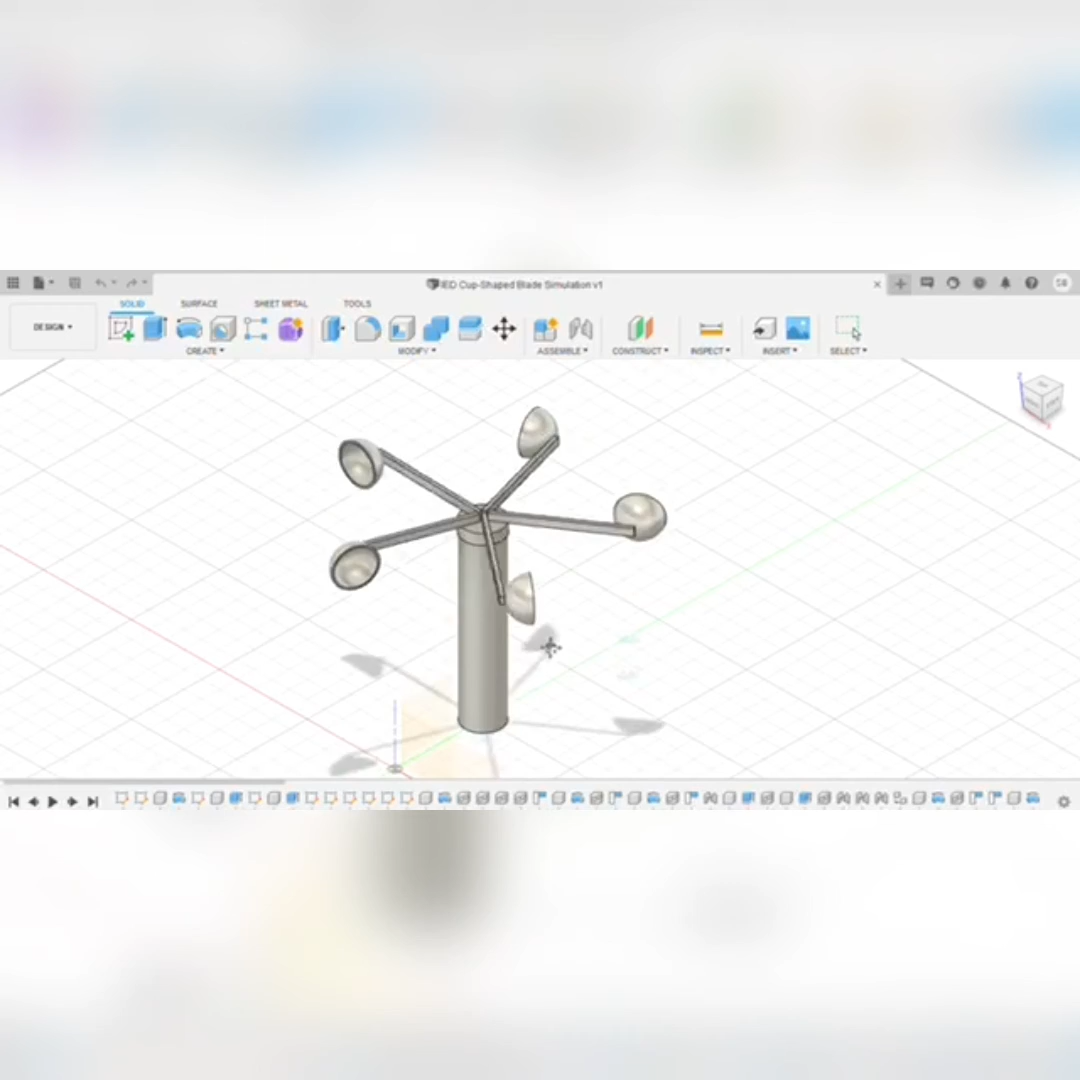 IED Cup-Shaped Blade Simulation v1
SB
SOLID SURFACE SHEET METAL TOOLS
DESIGN
CREATE MODIFY ASSEMBLE CONSTRUCT INSPECT INSERT SELECT
Z